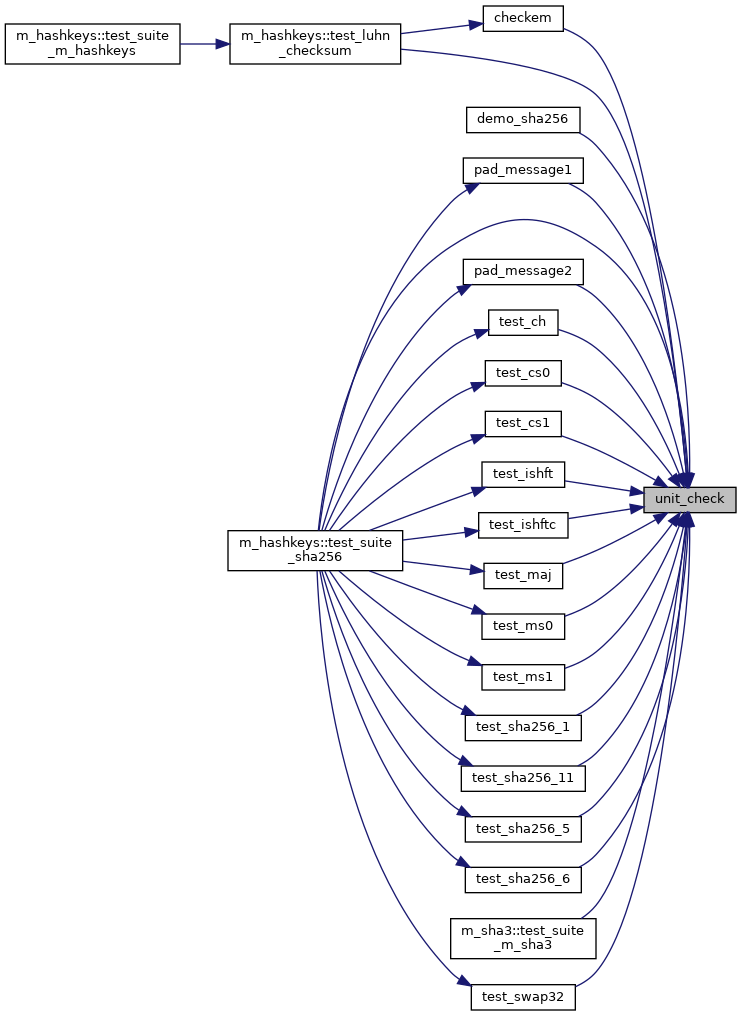 m_hashkeys::test_suite
_m_hashkeys
m_hashkeys::test_luhn
_checksum
checkem
demo_sha256
pad_message1
pad_message2
test_ch
test_cs0
test_cs1
test_ishft
unit_check
test_ishftc
m_hashkeys::test_suite
_sha256
test_maj
test_ms0
test_ms1
test_sha256_1
test_sha256_11
test_sha256_5
test_sha256_6
m_sha3::test_suite
_m_sha3
test_swap32